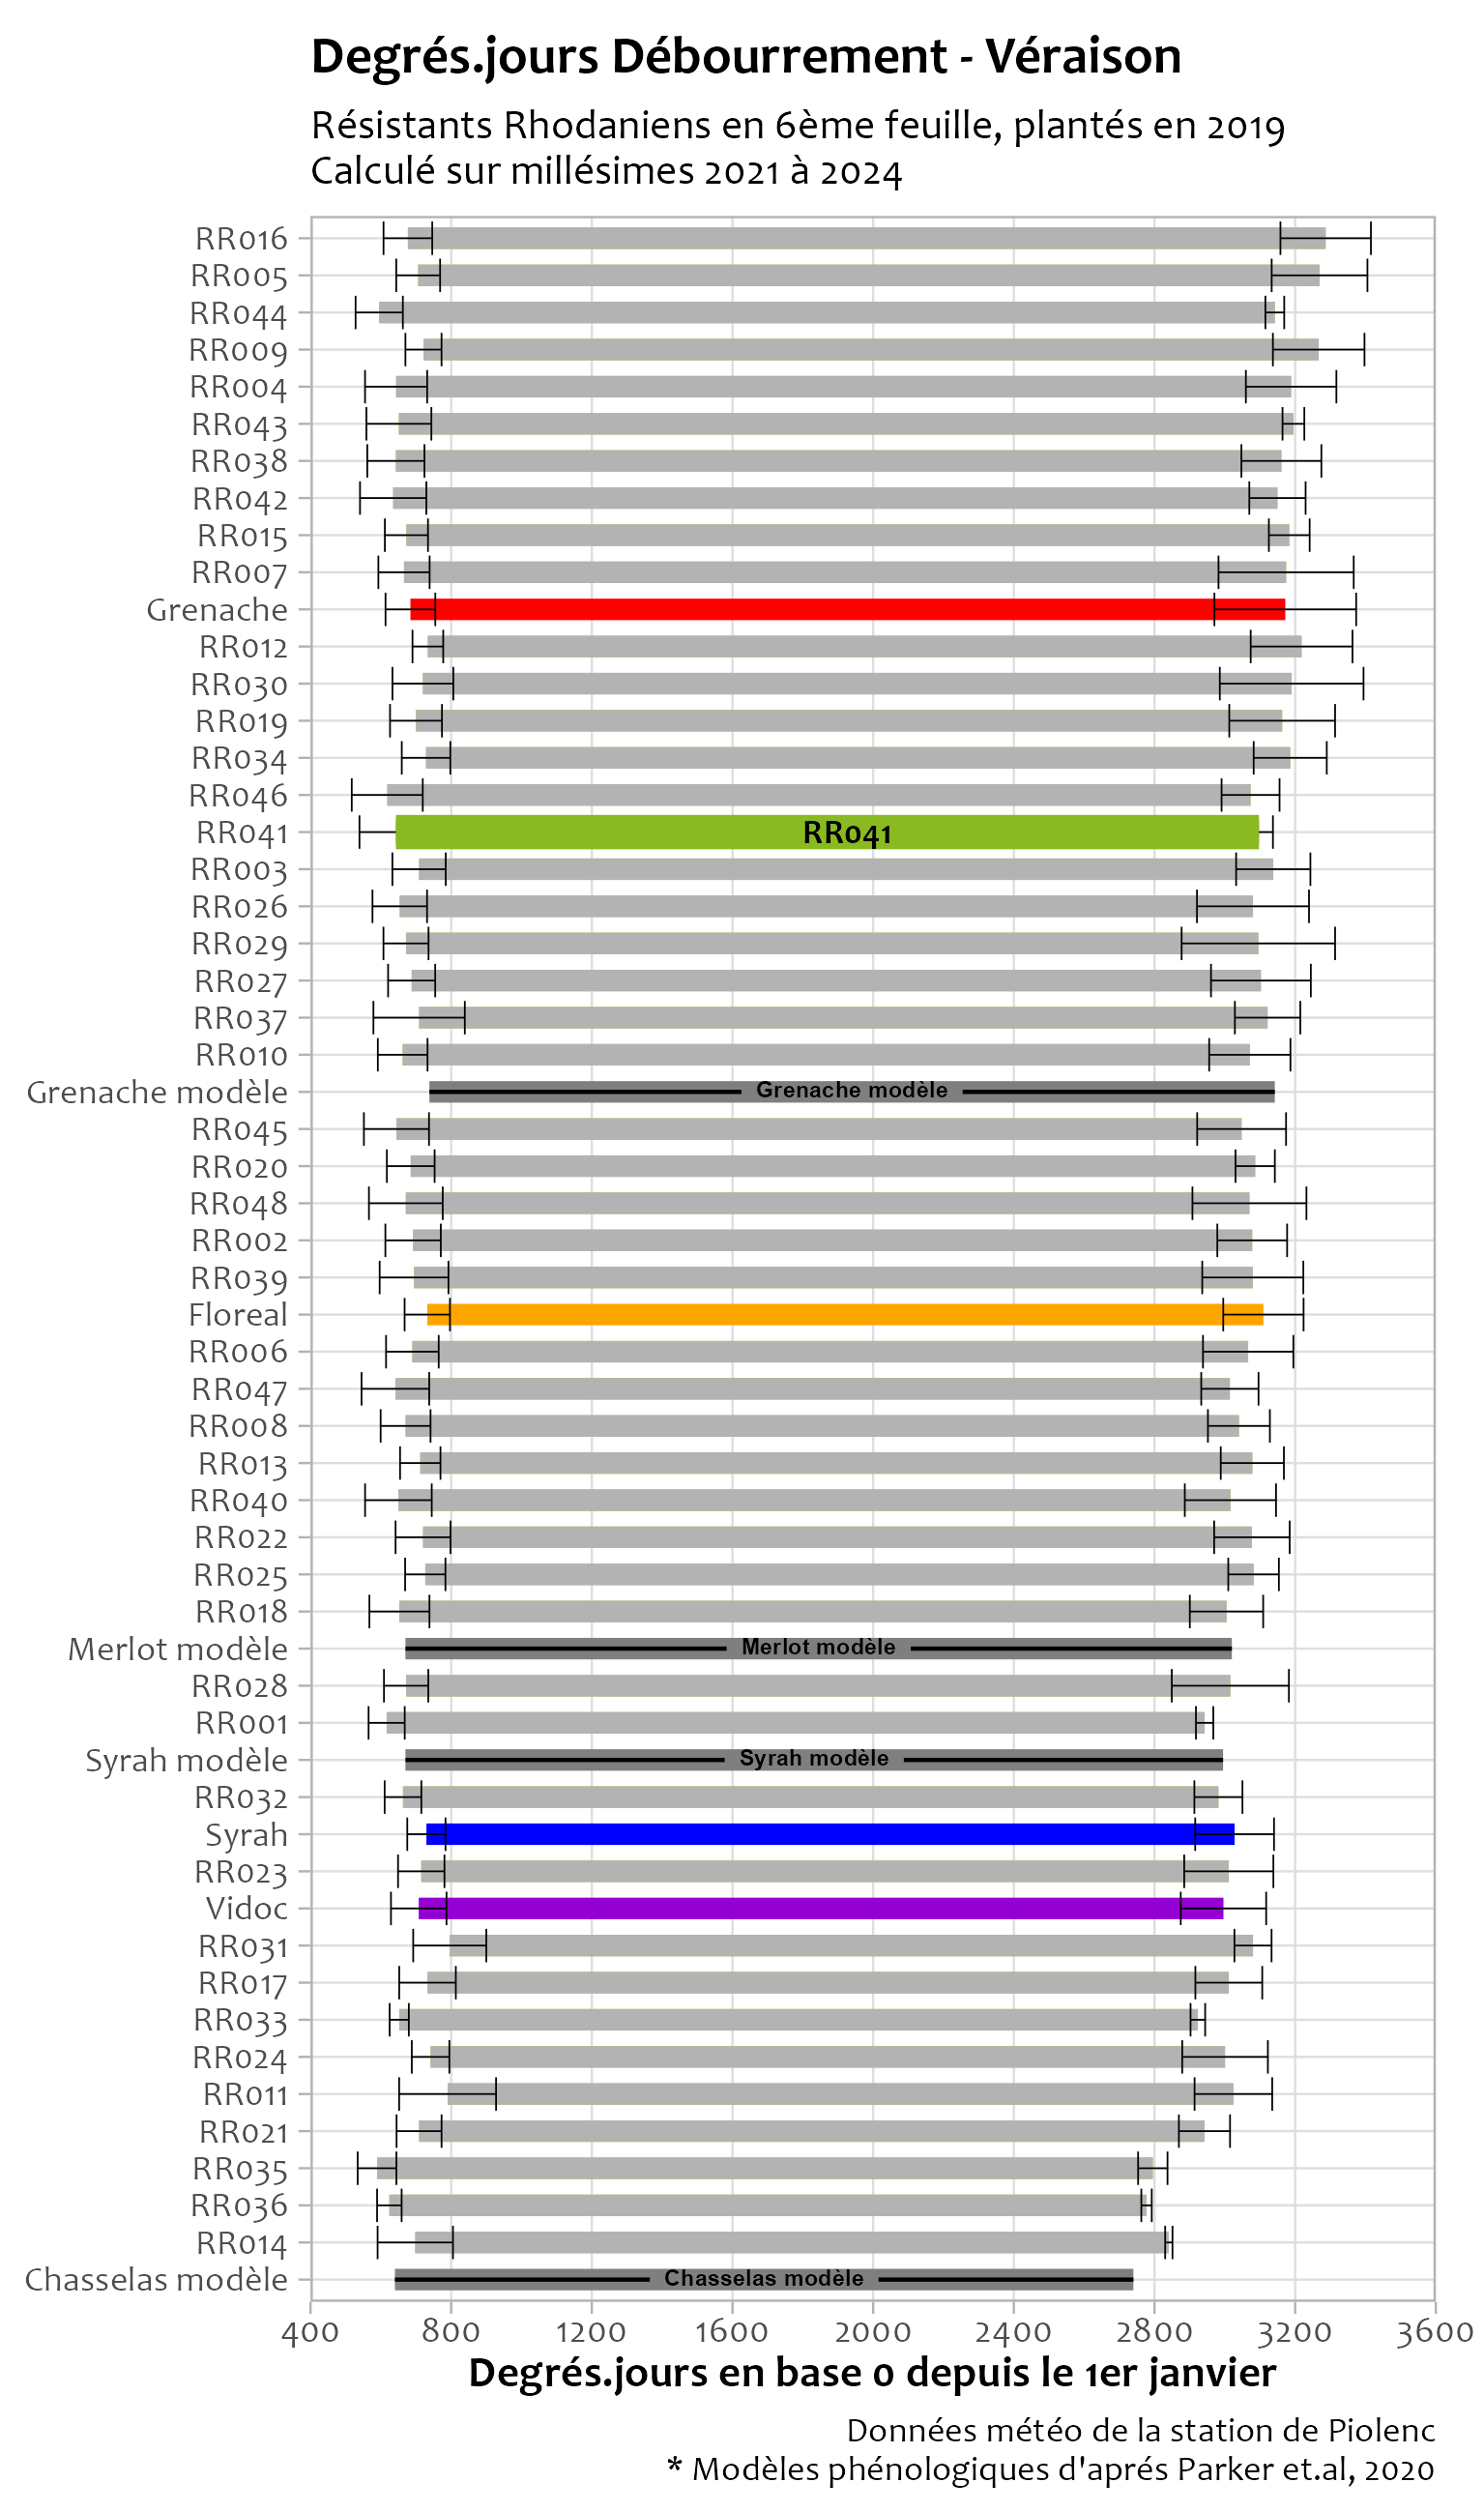 Degrés.jours Débourrement - Véraison
Résistants Rhodaniens en 6ème feuille, plantés en 2019
Calculé sur millésimes 2021 à 2024
RR016
RR005
RR044
RR009
RR004
RR043
RR038
RR042
RR015
RR007
Grenache
RR012
RR030
RR019
RR034
RR046
RR041 RR041
RR003
RR026
RR029
RR027
RR037
RR010
Grenache modèle Grenache modèle
RR045
RR020
RR048
RR002
RR039
Floreal
RR006
RR047
RR008
RR013
RR040
RR022
RR025
RR018
Merlot modèle Merlot modèle
RR028
RR001
Syrah modèle Syrah modèle
RR032
Syrah
RR023
Vidoc
RR031
RR017
RR033
RR024
RR011
RR021
RR035
RR036
RR014
Chasselas modèle Chasselas modèle
400 800 1200 1600 2000 2400 2800 3200 3600
Degrés.jours en base 0 depuis le 1er janvier
Données météo de la station de Piolenc
* Modèles phénologiques d'aprés Parker et.al, 2020